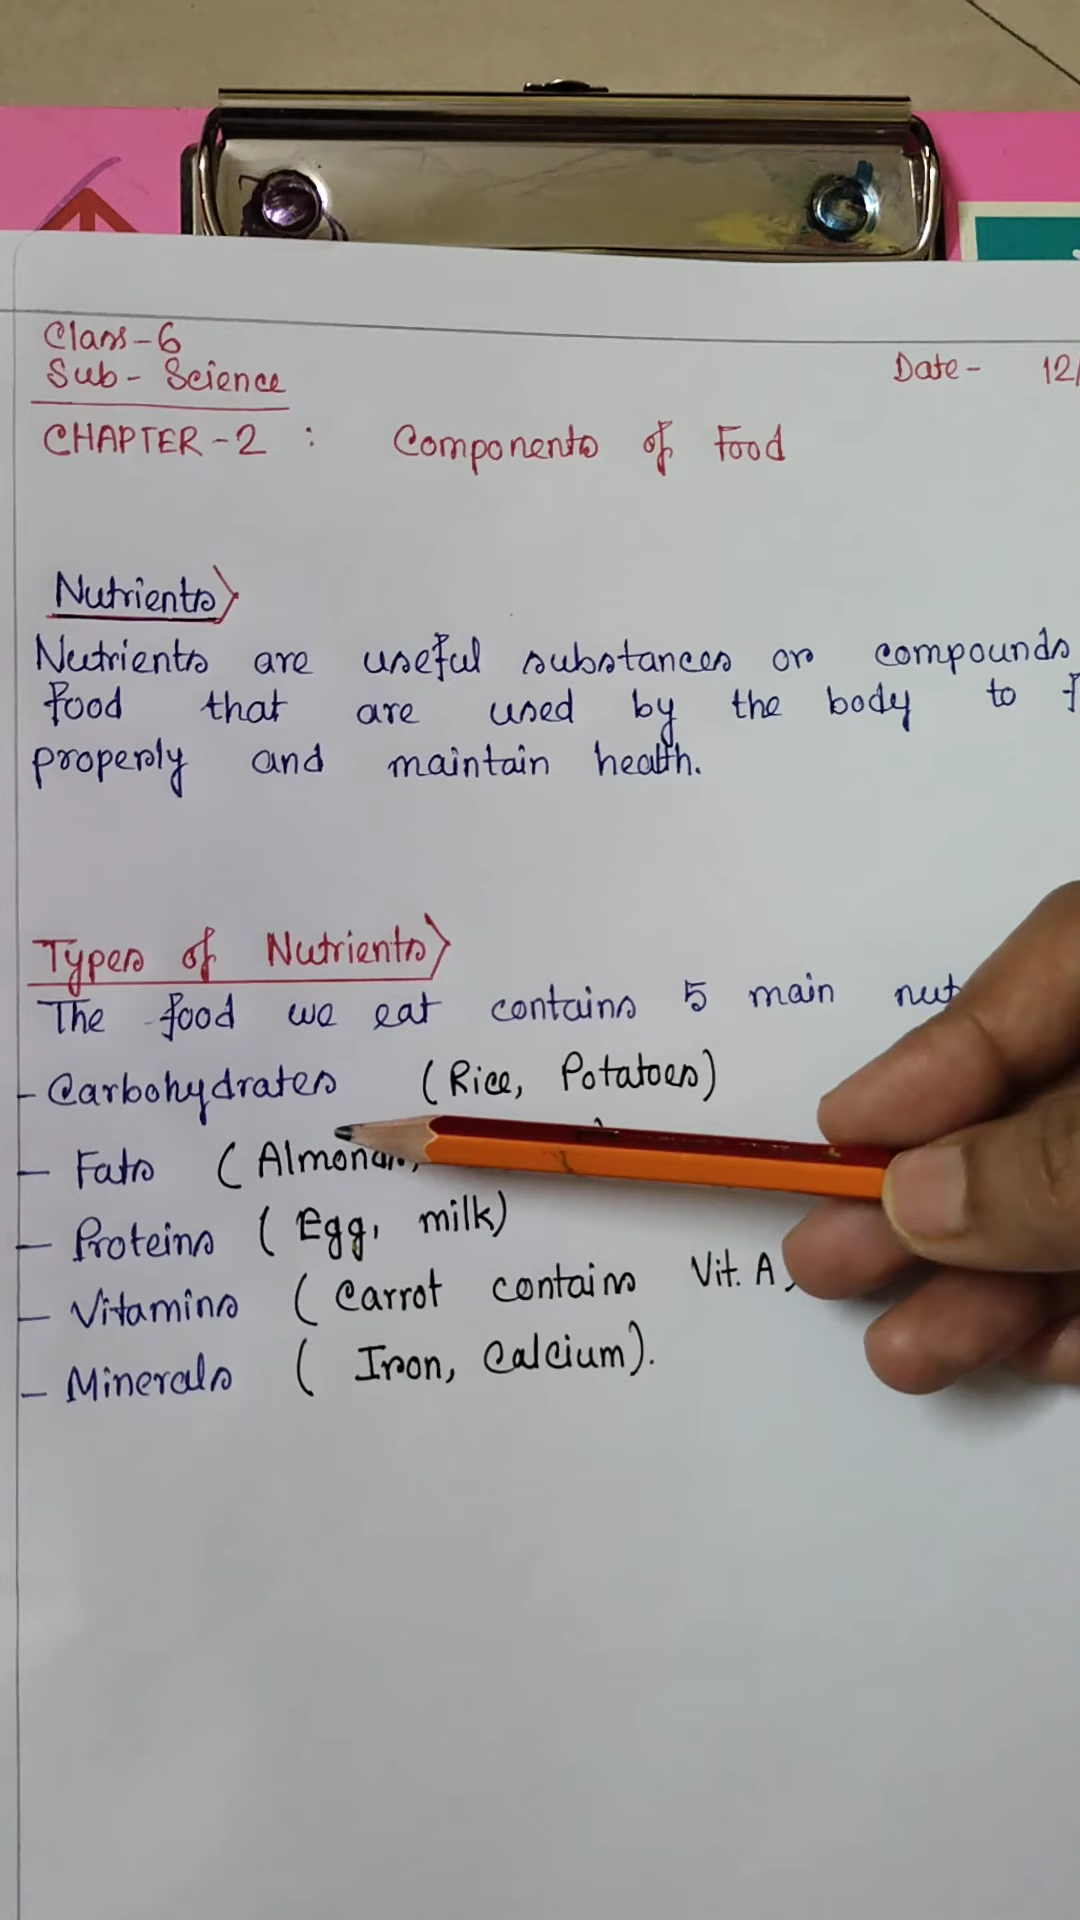 Class-6
Sub- Science
Date- 12/
CHAPTER-2 : Components of Food
Nutrients
Nutrients are useful substances or compounds
food that are used by the body to f
properly and maintain health.
Types of Nutrients
The food we eat contains 5 main nut
- Carbohydrates (Rice, Potatoes)
- Fats (
- Proteins ( Egg, milk)
- Vitamins ( Carrot contains Vit. A)
- Minerals ( Iron, Calcium).